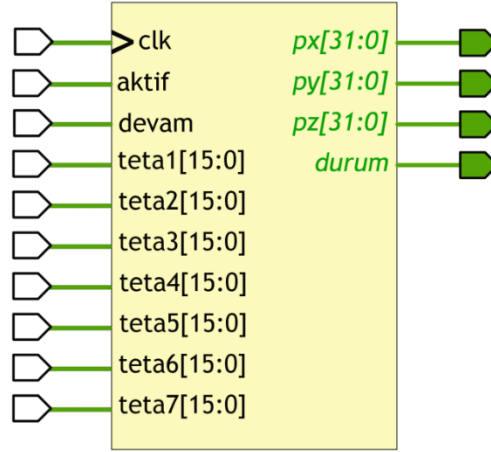 clk px[31:0]
aktif py[31:0]
devam pz[31:0]
teta1[15:0] durum
teta2[15:0]
teta3[15:0]
teta4[15:0]
teta5[15:0]
teta6[15:0]
teta7[15:0]